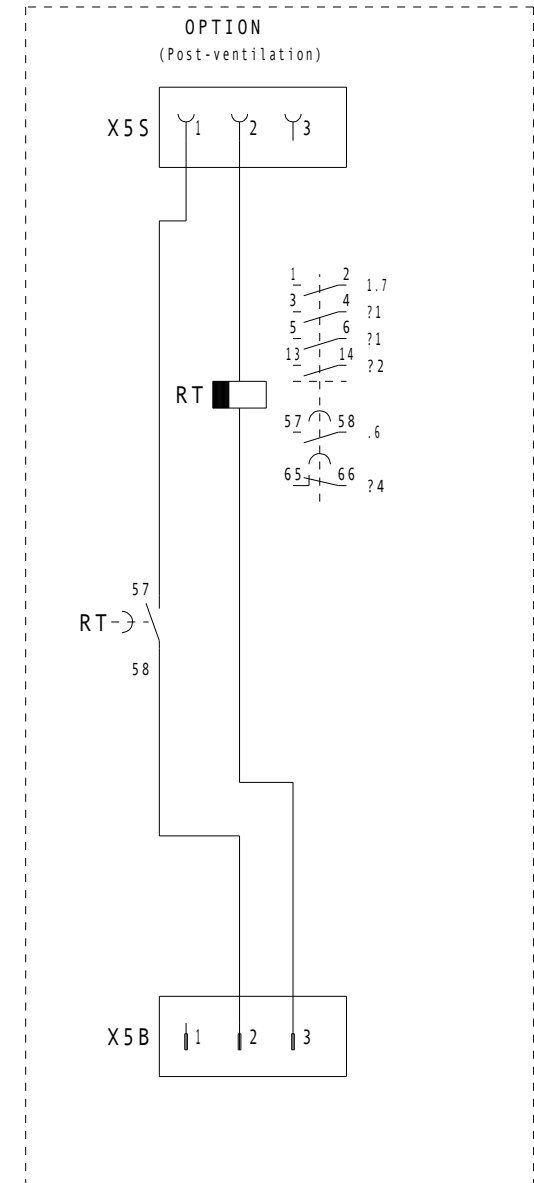 OPTION
(Post-ventilation)
X5S 1 2 3
1 2 1.7
3 4 ?1
5 6 ?1
13 14 ?2
RT
57 58 .6
65 66 ?4
57
RT
58
X5B 1 2 3